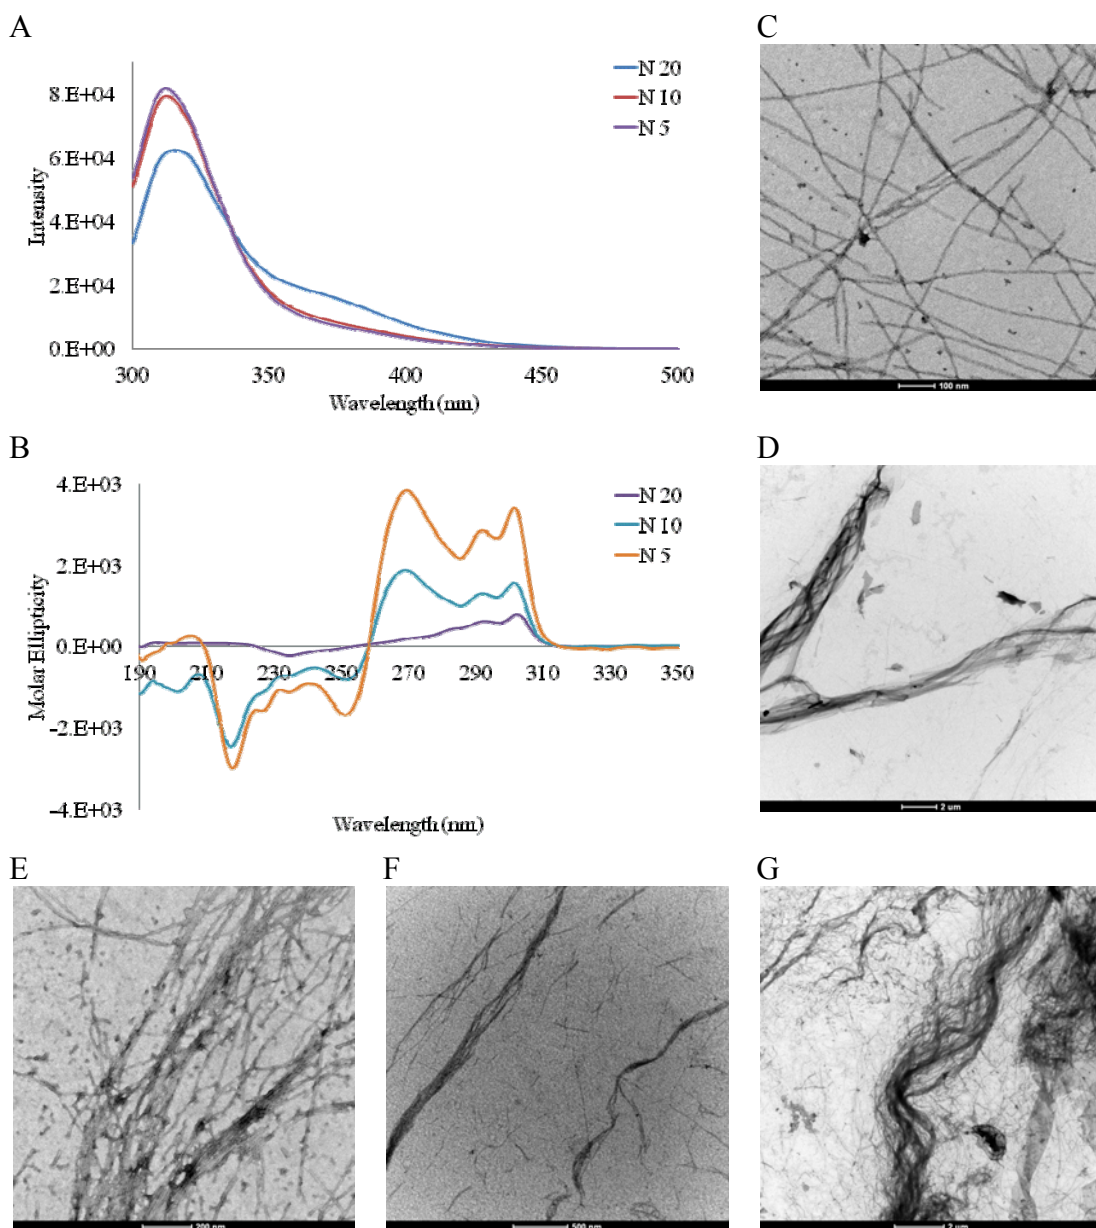 A
N 20
N 10
N 5
8.E+04
6.E+04
4.E+04
2.E+04
0.E+00
Intensity
300 350 400 450 500
Wavelength (nm)
C
100 nm
B
N 20
N 10
N 5
4.E+03
2.E+03
0.E+00
-2.E+03
-4.E+03
Molar Ellipticity
190 210 230 250 270 290 310 330 350
Wavelength (nm)
D
2 um
E
200 nm
F
500 nm
G
2 um